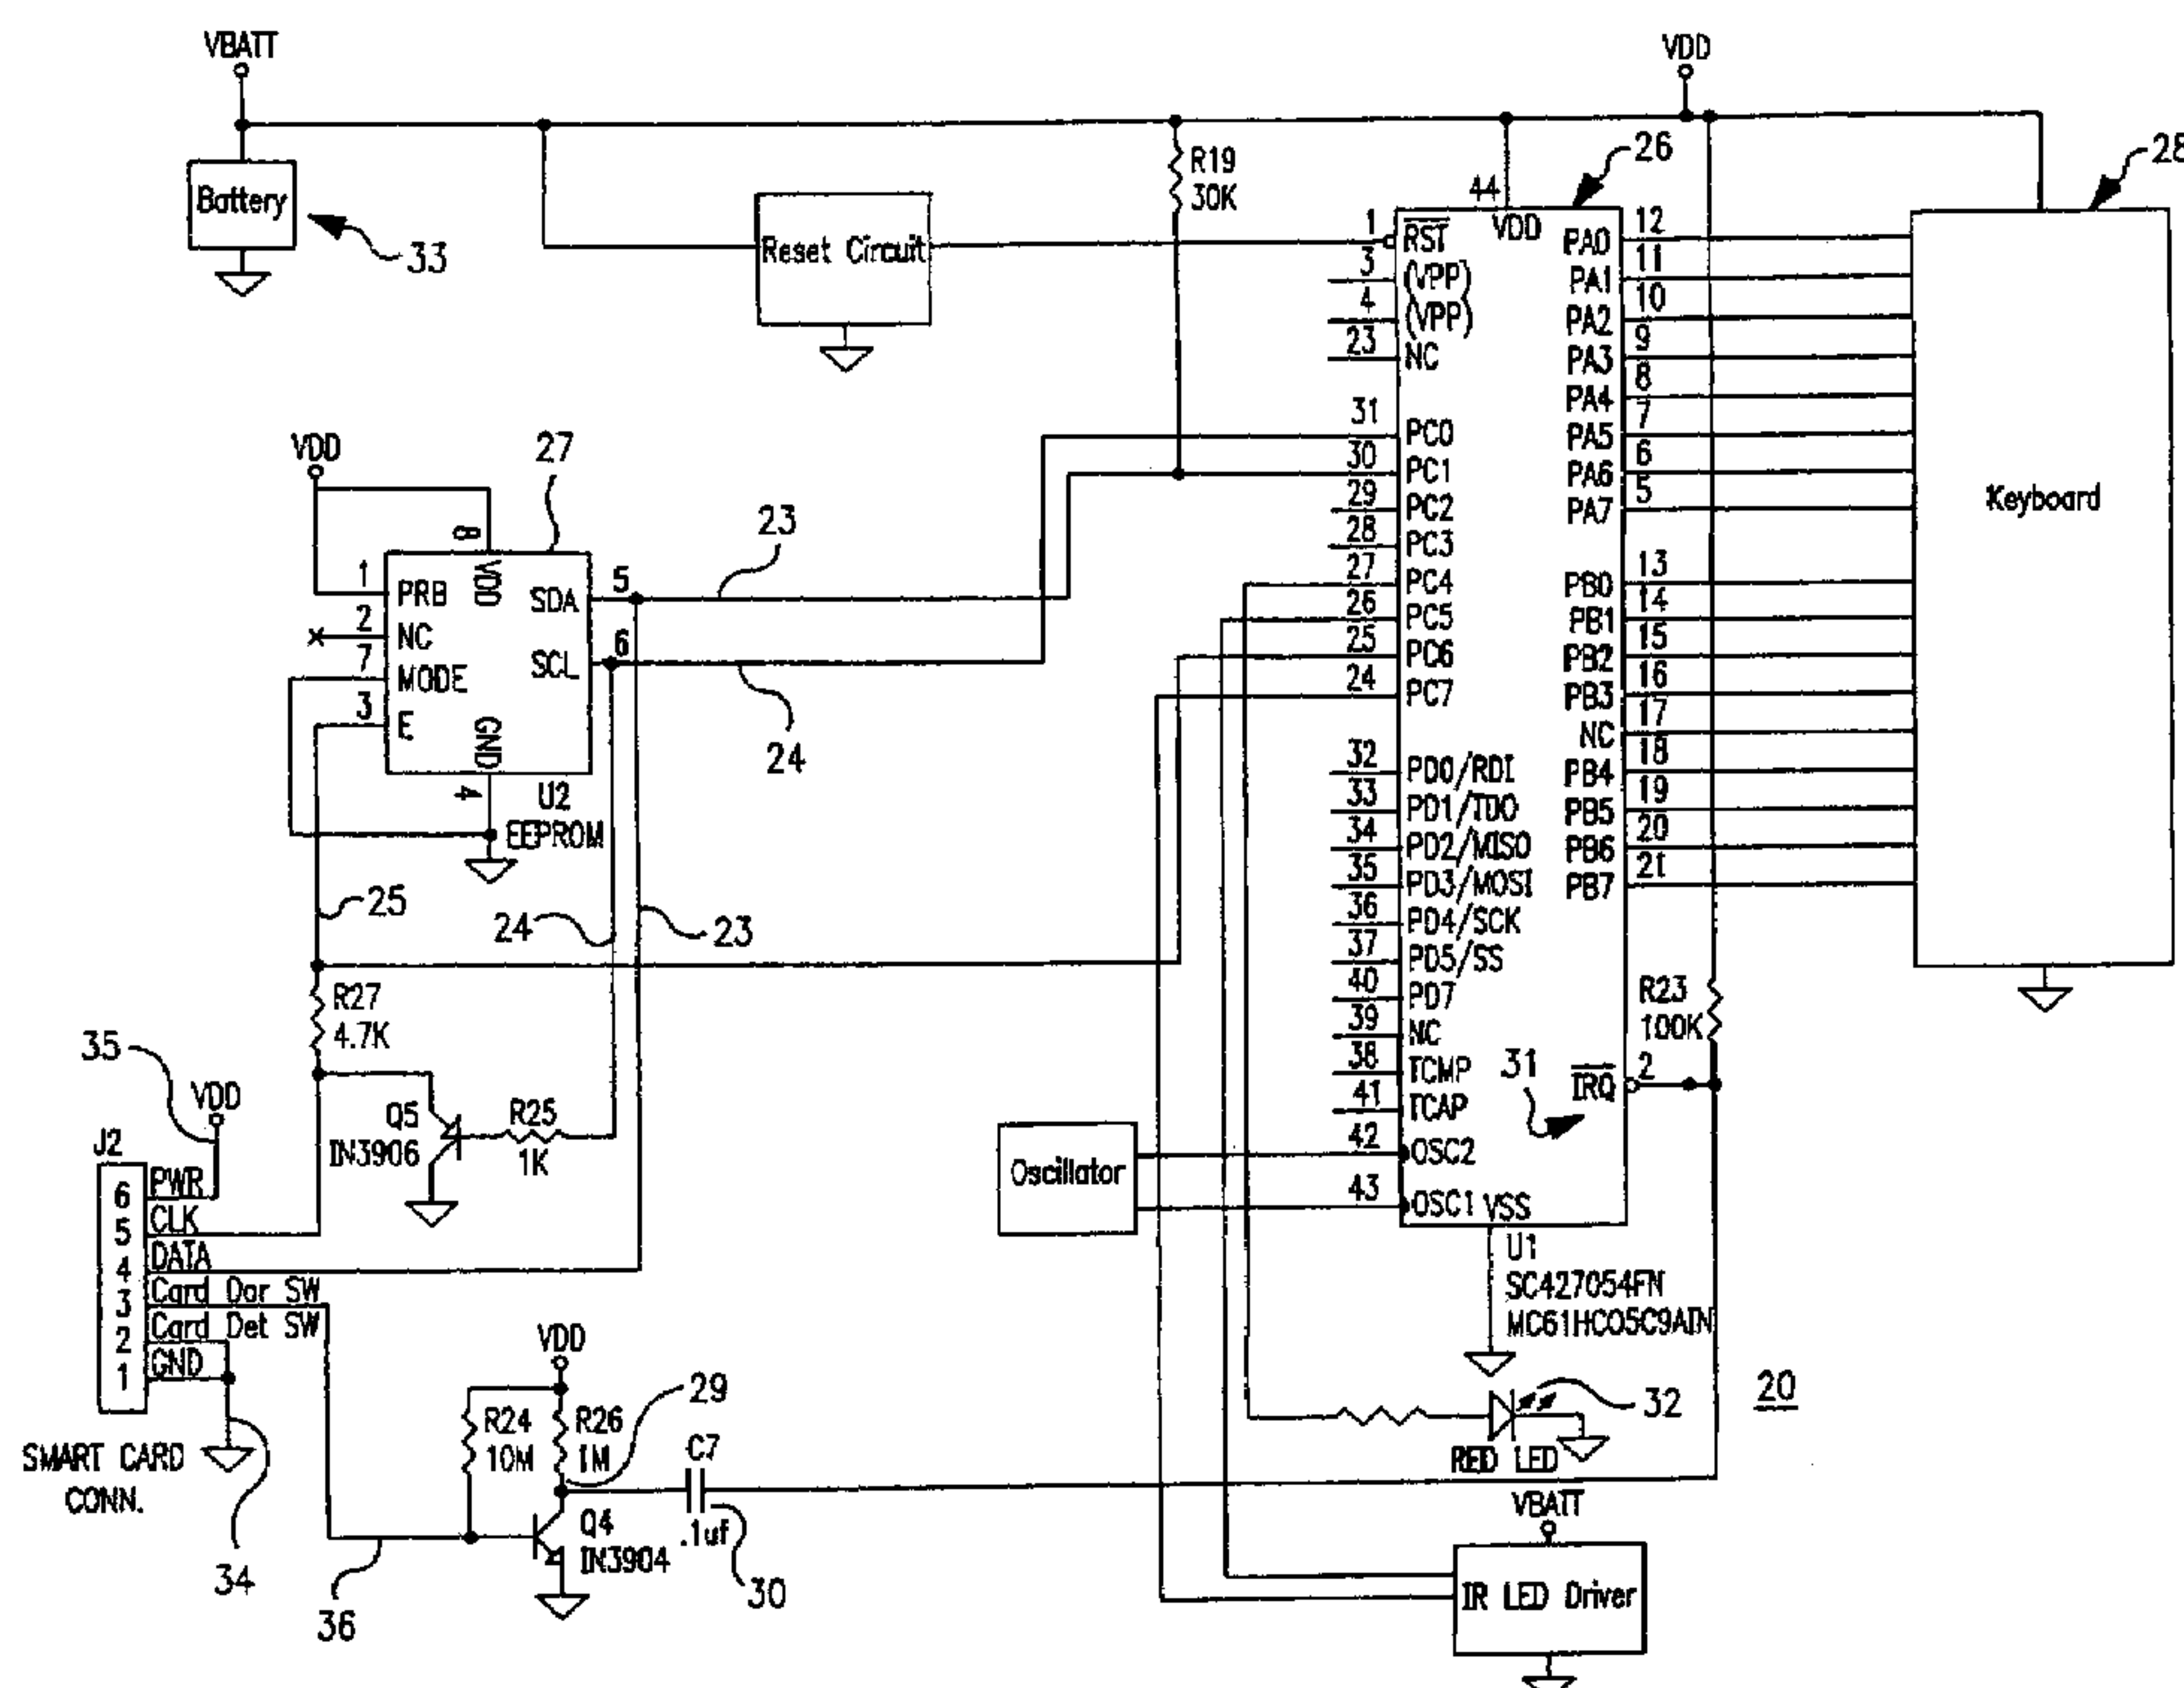 VBATT
VDD
Battery
33
Reset Circuit
R19
30K
26
28
44
VDD
1 RST
3 (VPP)
4 (VPP)
23 NC
31 PC0
30 PC1
29 PC2
28 PC3
27 PC4
26 PC5
25 PC6
24 PC7
32 PD0/RDI
33 PD1/TDO
34 PD2/MISO
35 PD3/MOSI
36 PD4/SCK
37 PD5/SS
40 PD7
39 NC
38 TCMP
41 TCAP
42 OSC2
43 OSC1
VSS
PA0 12
PA1 11
PA2 10
PA3 9
PA4 8
PA5 7
PA6 6
PA7 5
PB0 13
PB1 14
PB2 15
PB3 16
NC 17
PB4 18
PB5 19
PB6 20
PB7 21
IRQ 2
31
Keyboard
R23
100K
U1
SC427054FN
MC61HC05C9AIN
VDD
27
8
VDD
1 PRB
2 NC
7 MODE
3 E
SDA 5
SCL 6
GND
4
U2
EEPROM
23
24
25
24
23
R27
4.7K
35
VDD
Q5
IN3906
R25
1K
Oscillator
J2
6 PWR
5 CLK
4 DATA
3 Card Dor SW
2 Card Det SW
1 GND
SMART CARD
CONN.
34
36
VDD
R24
10M
R26
1M
29
C7
.1uf
30
Q4
IN3904
32
RED LED
20
VBATT
IR LED Driver